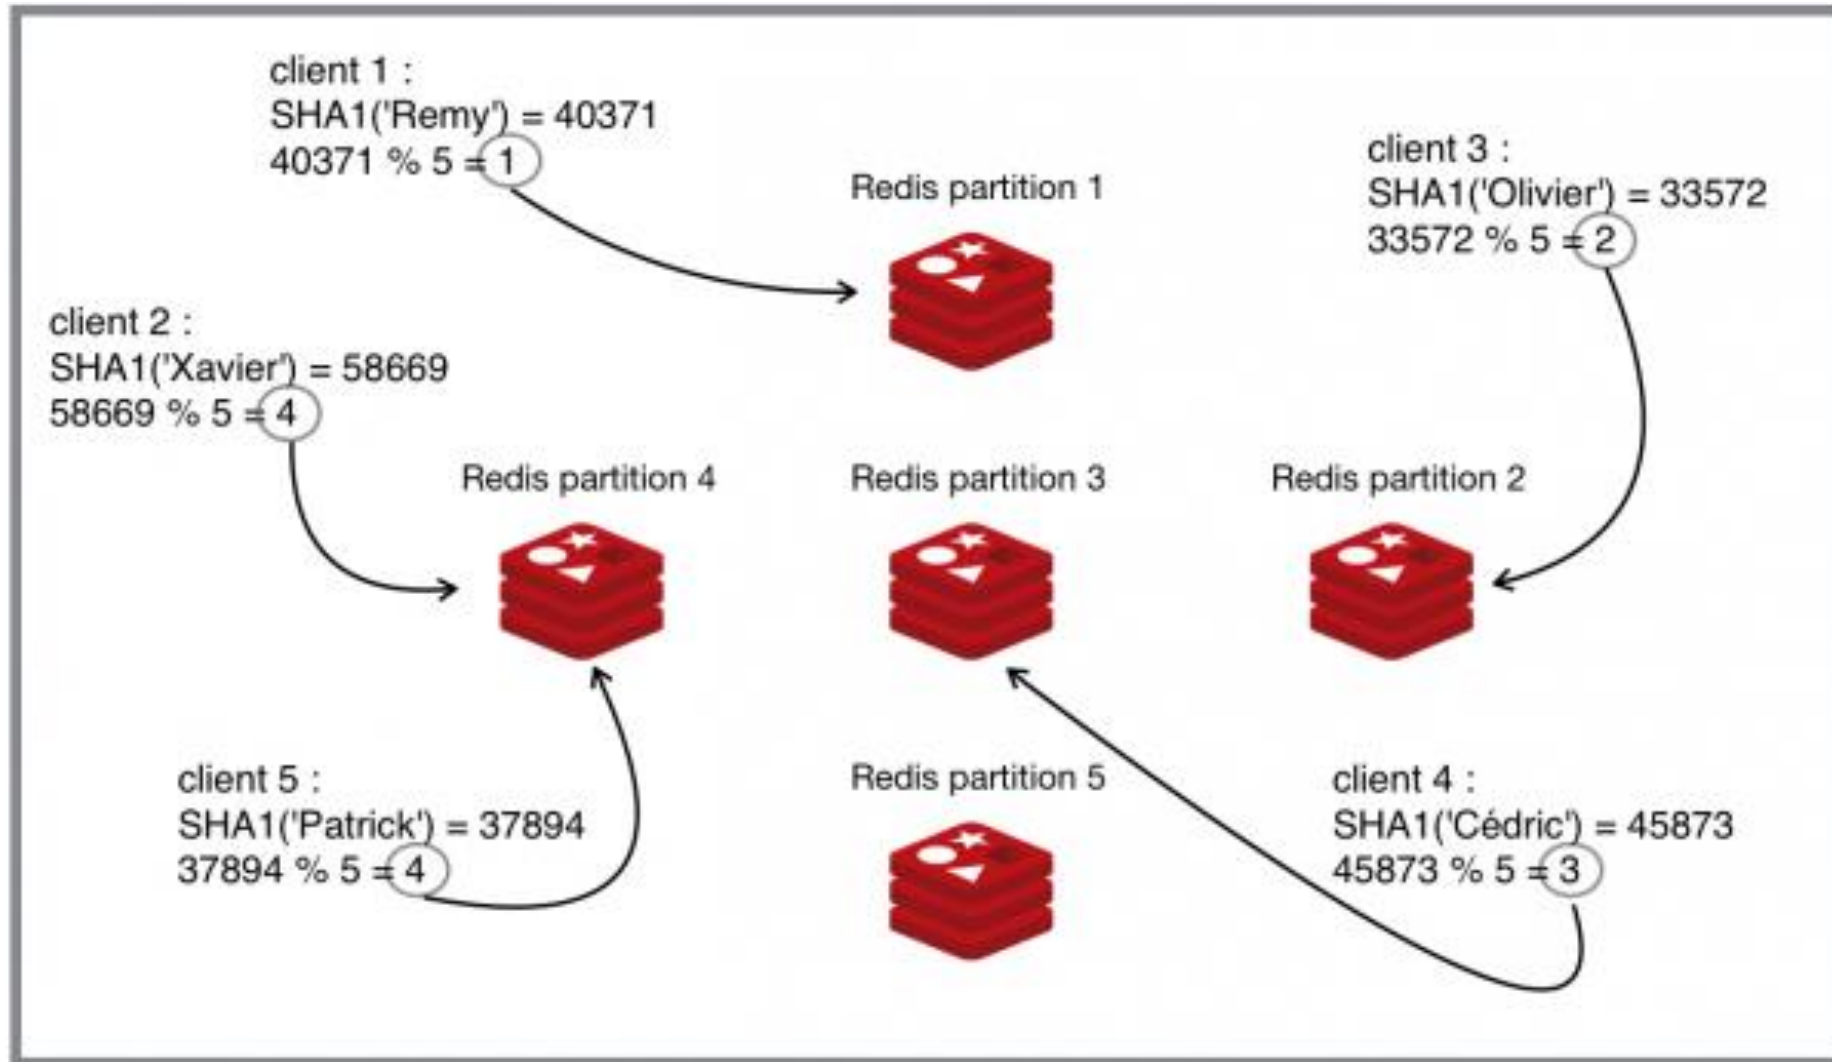 client 1 :
SHA1('Remy') = 40371
40371 % 5 = 1
client 3 :
SHA1('Olivier') = 33572
33572 % 5 = 2
Redis partition 1
client 2 :
SHA1('Xavier') = 58669
58669 % 5 = 4
Redis partition 4
Redis partition 3
Redis partition 2
client 5 :
SHA1('Patrick') = 37894
37894 % 5 = 4
Redis partition 5
client 4 :
SHA1('Cédric') = 45873
45873 % 5 = 3